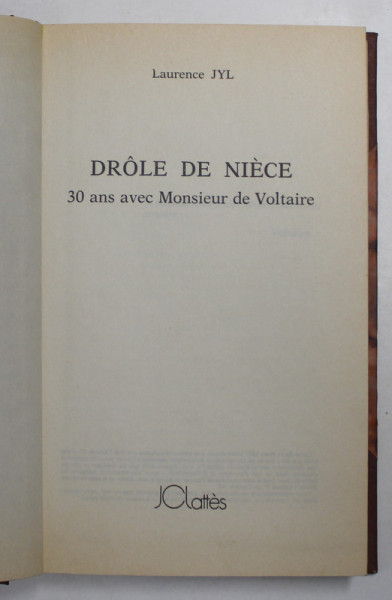 Laurence JYL
DRÔLE DE NIÈCE
30 ans avec Monsieur de Voltaire
JCLattès